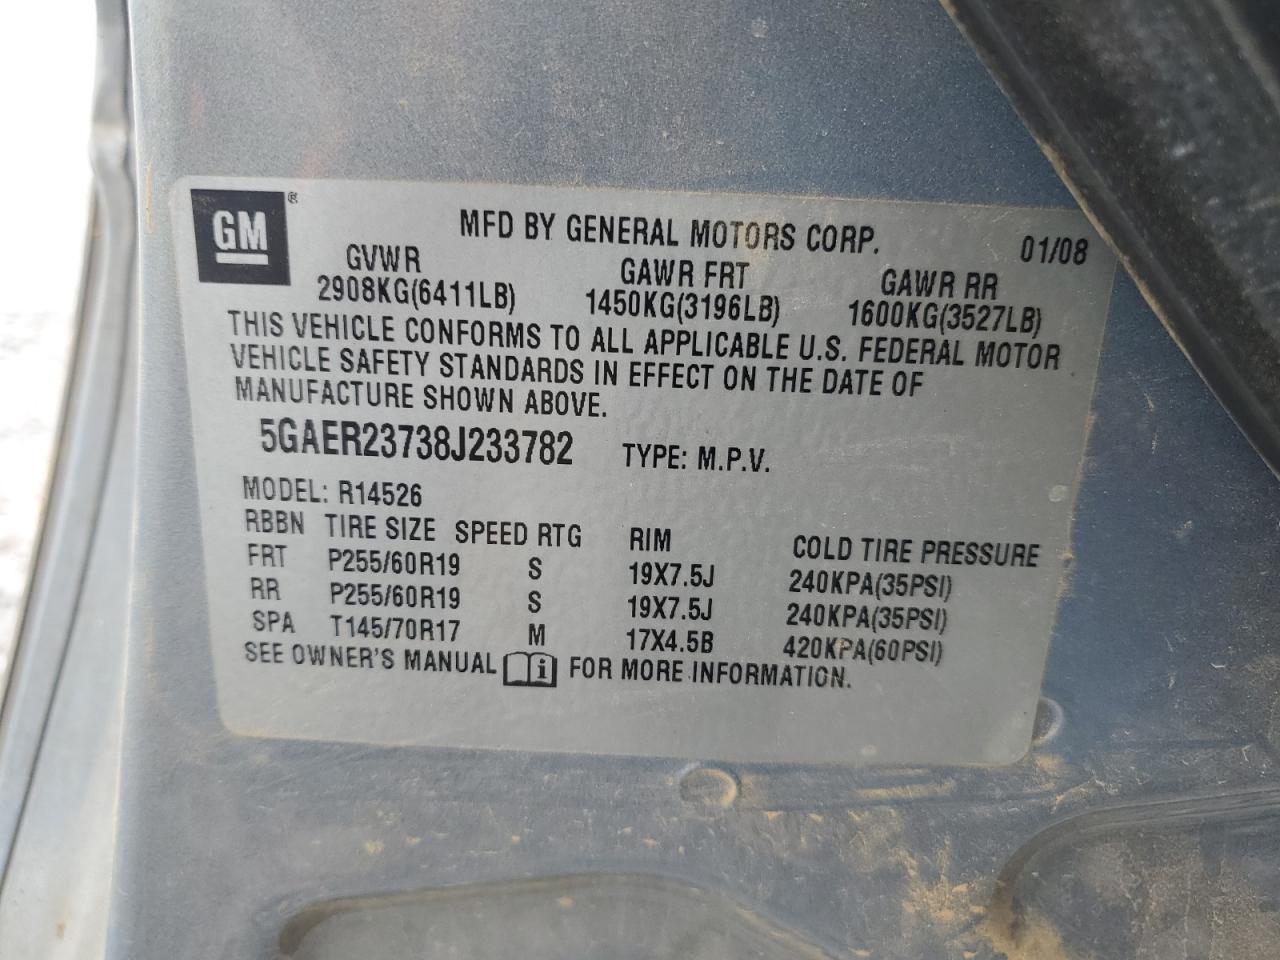 GM ®
MFD BY GENERAL MOTORS CORP. 01/08
GVWR GAWR FRT GAWR RR
2908KG(6411LB) 1450KG(3196LB) 1600KG(3527LB)
THIS VEHICLE CONFORMS TO ALL APPLICABLE U.S. FEDERAL MOTOR
VEHICLE SAFETY STANDARDS IN EFFECT ON THE DATE OF
MANUFACTURE SHOWN ABOVE.
5GAER23738J233782 TYPE: M.P.V.
MODEL: R14526
RBBN TIRE SIZE SPEED RTG RIM COLD TIRE PRESSURE
FRT P255/60R19 S 19X7.5J 240KPA(35PSI)
RR P255/60R19 S 19X7.5J 240KPA(35PSI)
SPA T145/70R17 M 17X4.5B 420KPA(60PSI)
SEE OWNER'S MANUAL i FOR MORE INFORMATION.